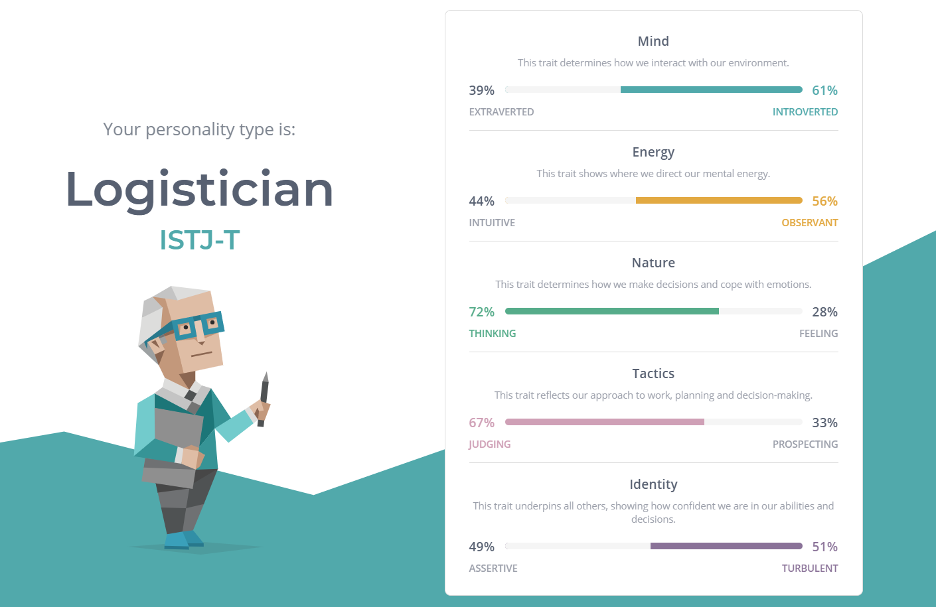 Your personality type is:
Logistician
ISTJ-T
Mind
This trait determines how we interact with our environment.
39% 61%
EXTRAVERTED INTROVERTED
Energy
This trait shows where we direct our mental energy.
44% 56%
INTUITIVE OBSERVANT
Nature
This trait determines how we make decisions and cope with emotions.
72% 28%
THINKING FEELING
Tactics
This trait reflects our approach to work, planning and decision-making.
67% 33%
JUDGING PROSPECTING
Identity
This trait underpins all others, showing how confident we are in our abilities and
decisions.
49% 51%
ASSERTIVE TURBULENT